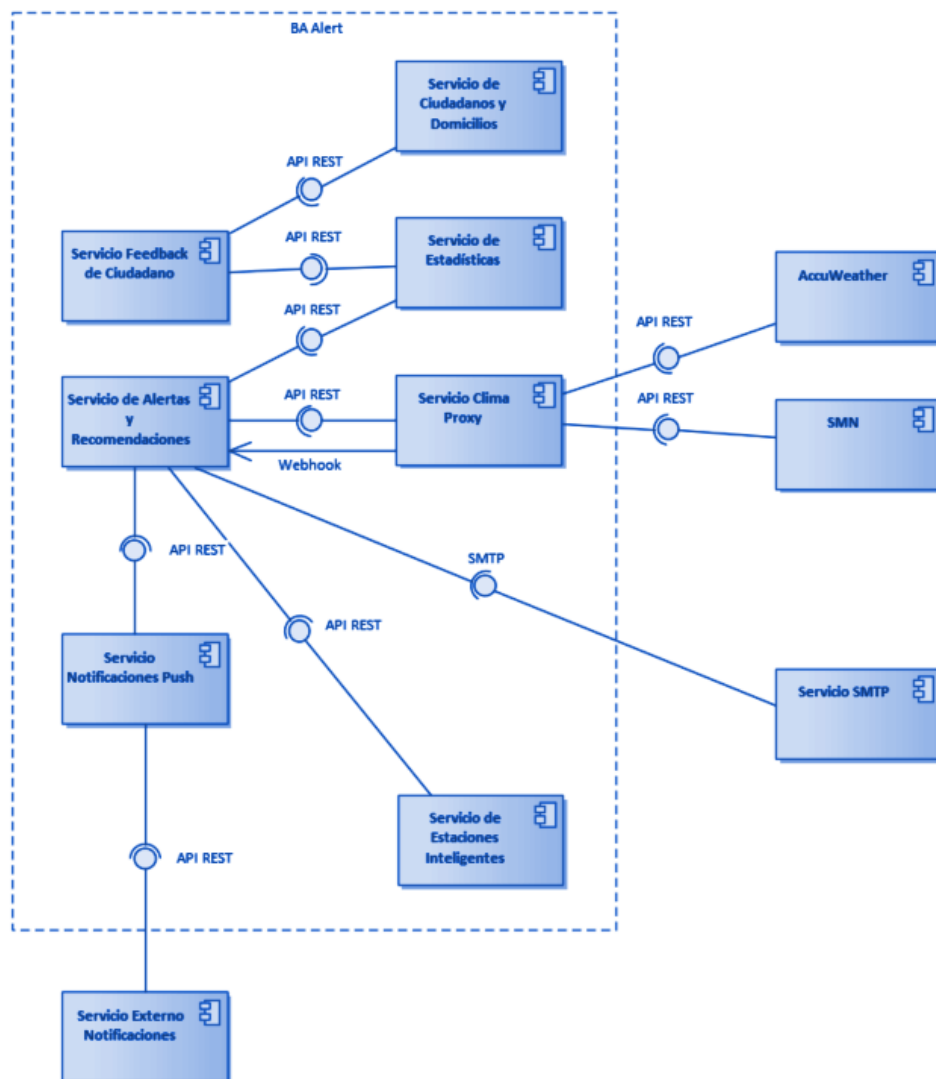 BA Alert
Servicio de
Ciudadanos y
Domicilios
API REST
API REST
Servicio Feedback
de Ciudadano
Servicio de
Estadísticas
API REST
AccuWeather
API REST
Servicio de Alertas
y
Recomendaciones
API REST
Servicio Clima
Proxy
API REST
SMN
Webhook
API REST
SMTP
API REST
Servicio
Notificaciones Push
Servicio SMTP
Servicio de
Estaciones
Inteligentes
API REST
Servicio Externo
Notificaciones